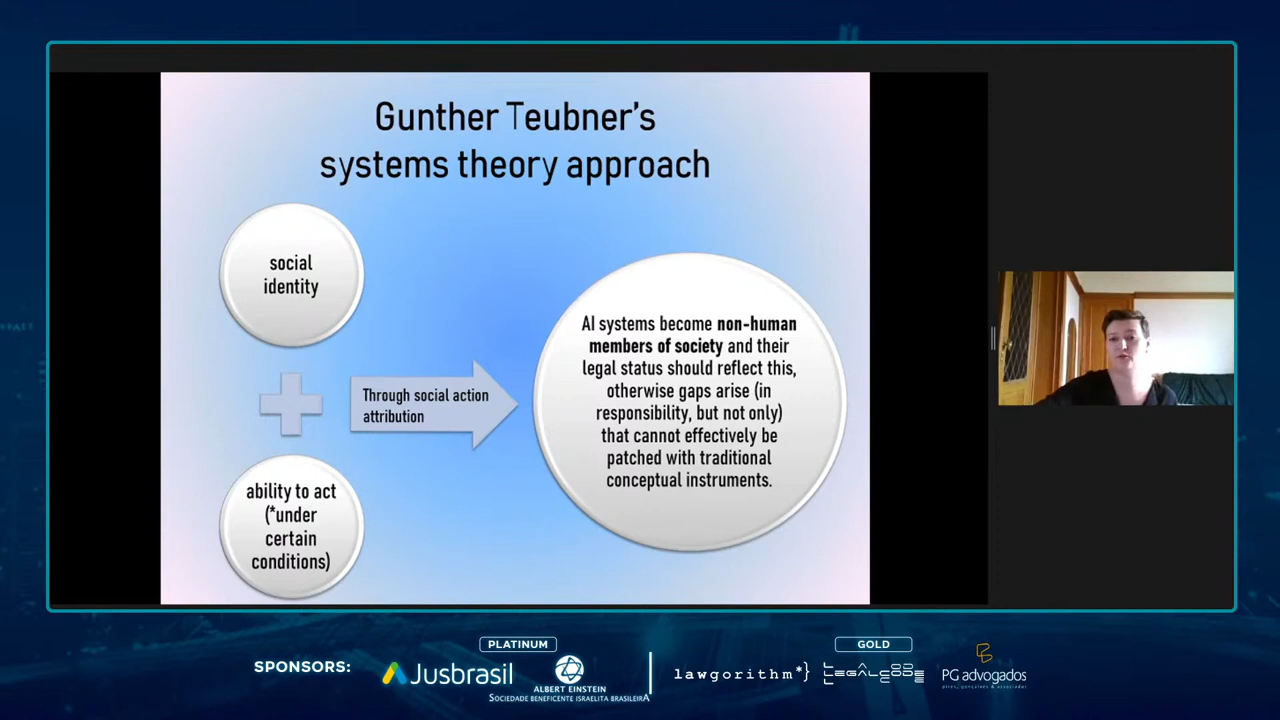 Gunther Teubner's
systems theory approach
social
identity
Through social action
attribution
ability to act
(*under
certain
conditions)
AI systems become non-human
members of society and their
legal status should reflect this,
otherwise gaps arise (in
responsibility, but not only)
that cannot effectively be
patched with traditional
conceptual instruments.
SPONSORS:
PLATINUM
Jusbrasil
ALBERT EINSTEIN
SOCIEDADE BENEFICENTE ISRAELITA BRASILEIRA
GOLD
lawgorithm*}
LEGALCODE
PG advogados